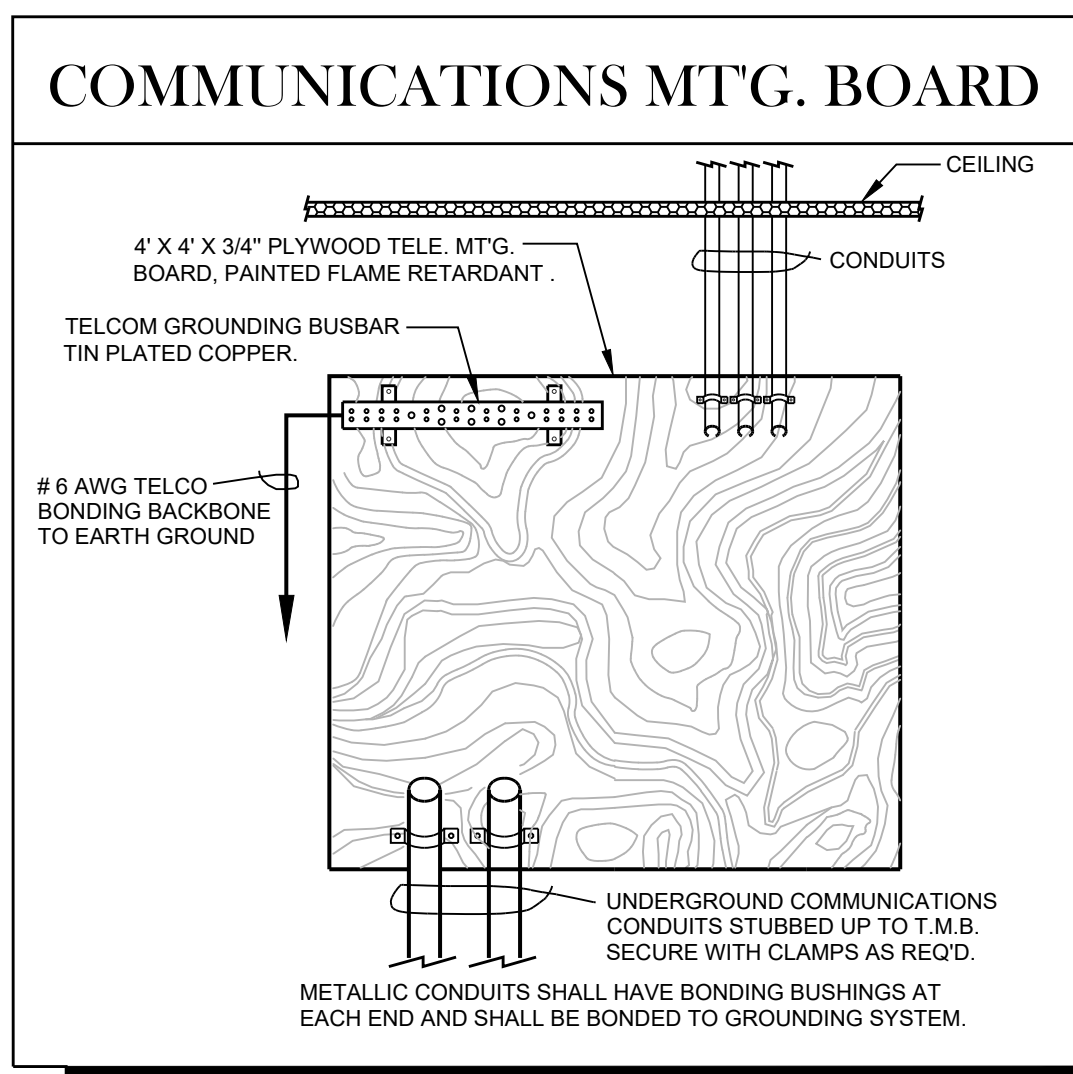 COMMUNICATIONS MT'G. BOARD
CEILING
4' X 4' X 3/4" PLYWOOD TELE. MT'G.
BOARD, PAINTED FLAME RETARDANT .
CONDUITS
TELCOM GROUNDING BUSBAR
TIN PLATED COPPER.
# 6 AWG TELCO
BONDING BACKBONE
TO EARTH GROUND
UNDERGROUND COMMUNICATIONS
CONDUITS STUBBED UP TO T.M.B.
SECURE WITH CLAMPS AS REQ'D.
METALLIC CONDUITS SHALL HAVE BONDING BUSHINGS AT
EACH END AND SHALL BE BONDED TO GROUNDING SYSTEM.